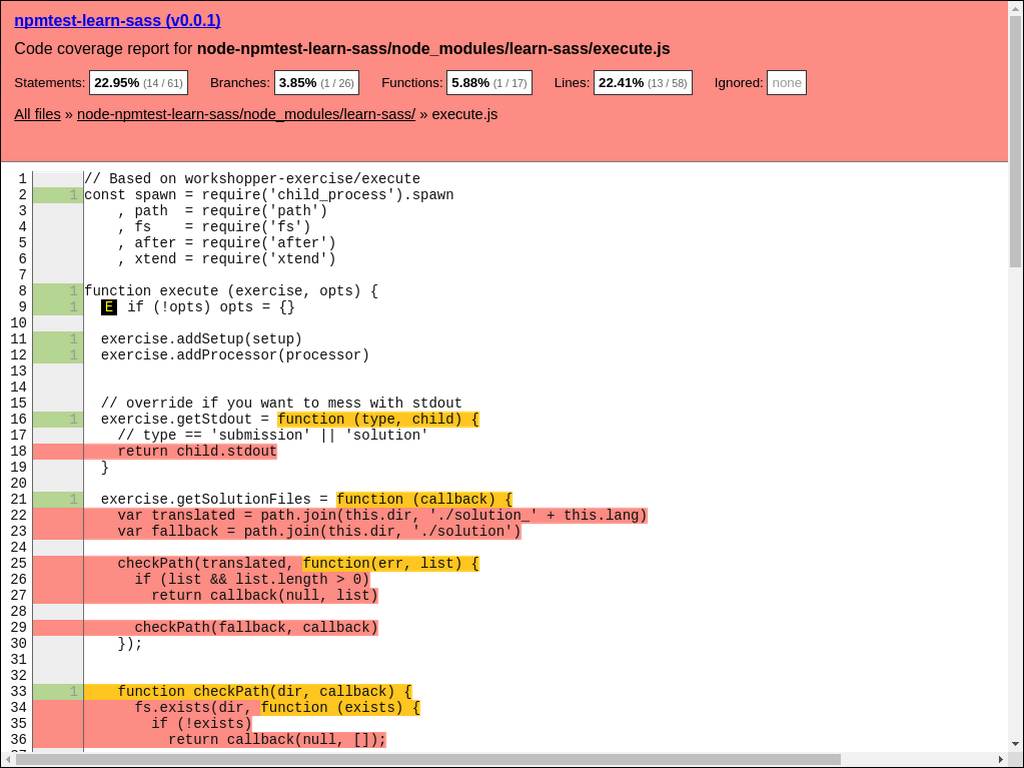 npmtest-learn-sass (v0.0.1)
Code coverage report for node-npmtest-learn-sass/node_modules/learn-sass/execute.js
Statements: 22.95% (14 / 61) Branches: 3.85% (1 / 26) Functions: 5.88% (1 / 17) Lines: 22.41% (13 / 58) Ignored: none
All files » node-npmtest-learn-sass/node_modules/learn-sass/ » execute.js
1 // Based on workshopper-exercise/execute
2 1 const spawn = require('child_process').spawn
3     , path  = require('path')
4     , fs    = require('fs')
5     , after = require('after')
6     , xtend = require('xtend')
7
8 1 function execute (exercise, opts) {
9 1   E if (!opts) opts = {}
10
11 1   exercise.addSetup(setup)
12 1   exercise.addProcessor(processor)
13
14
15   // override if you want to mess with stdout
16 1   exercise.getStdout = function (type, child) {
17     // type == 'submission' || 'solution'
18     return child.stdout
19   }
20
21 1   exercise.getSolutionFiles = function (callback) {
22     var translated = path.join(this.dir, './solution_' + this.lang)
23     var fallback = path.join(this.dir, './solution')
24
25     checkPath(translated, function(err, list) {
26       if (list && list.length > 0)
27         return callback(null, list)
28
29       checkPath(fallback, callback)
30     });
31
32
33 1     function checkPath(dir, callback) {
34       fs.exists(dir, function (exists) {
35         if (!exists)
36           return callback(null, []);